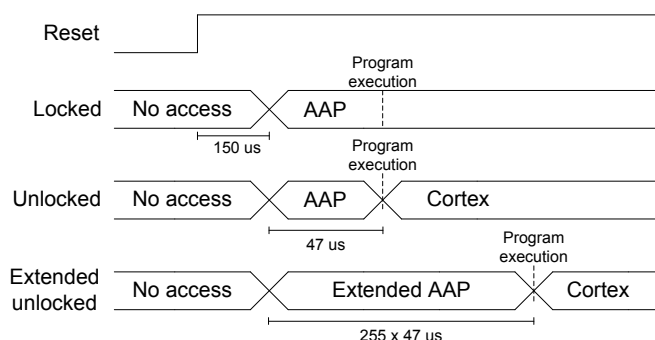 Reset
Program
execution
Locked
No access
AAP
150 us
Program
execution
Unlocked
No access
AAP
Cortex
47 us
Program
execution
Extended
unlocked
No access
Extended AAP
Cortex
255 x 47 us